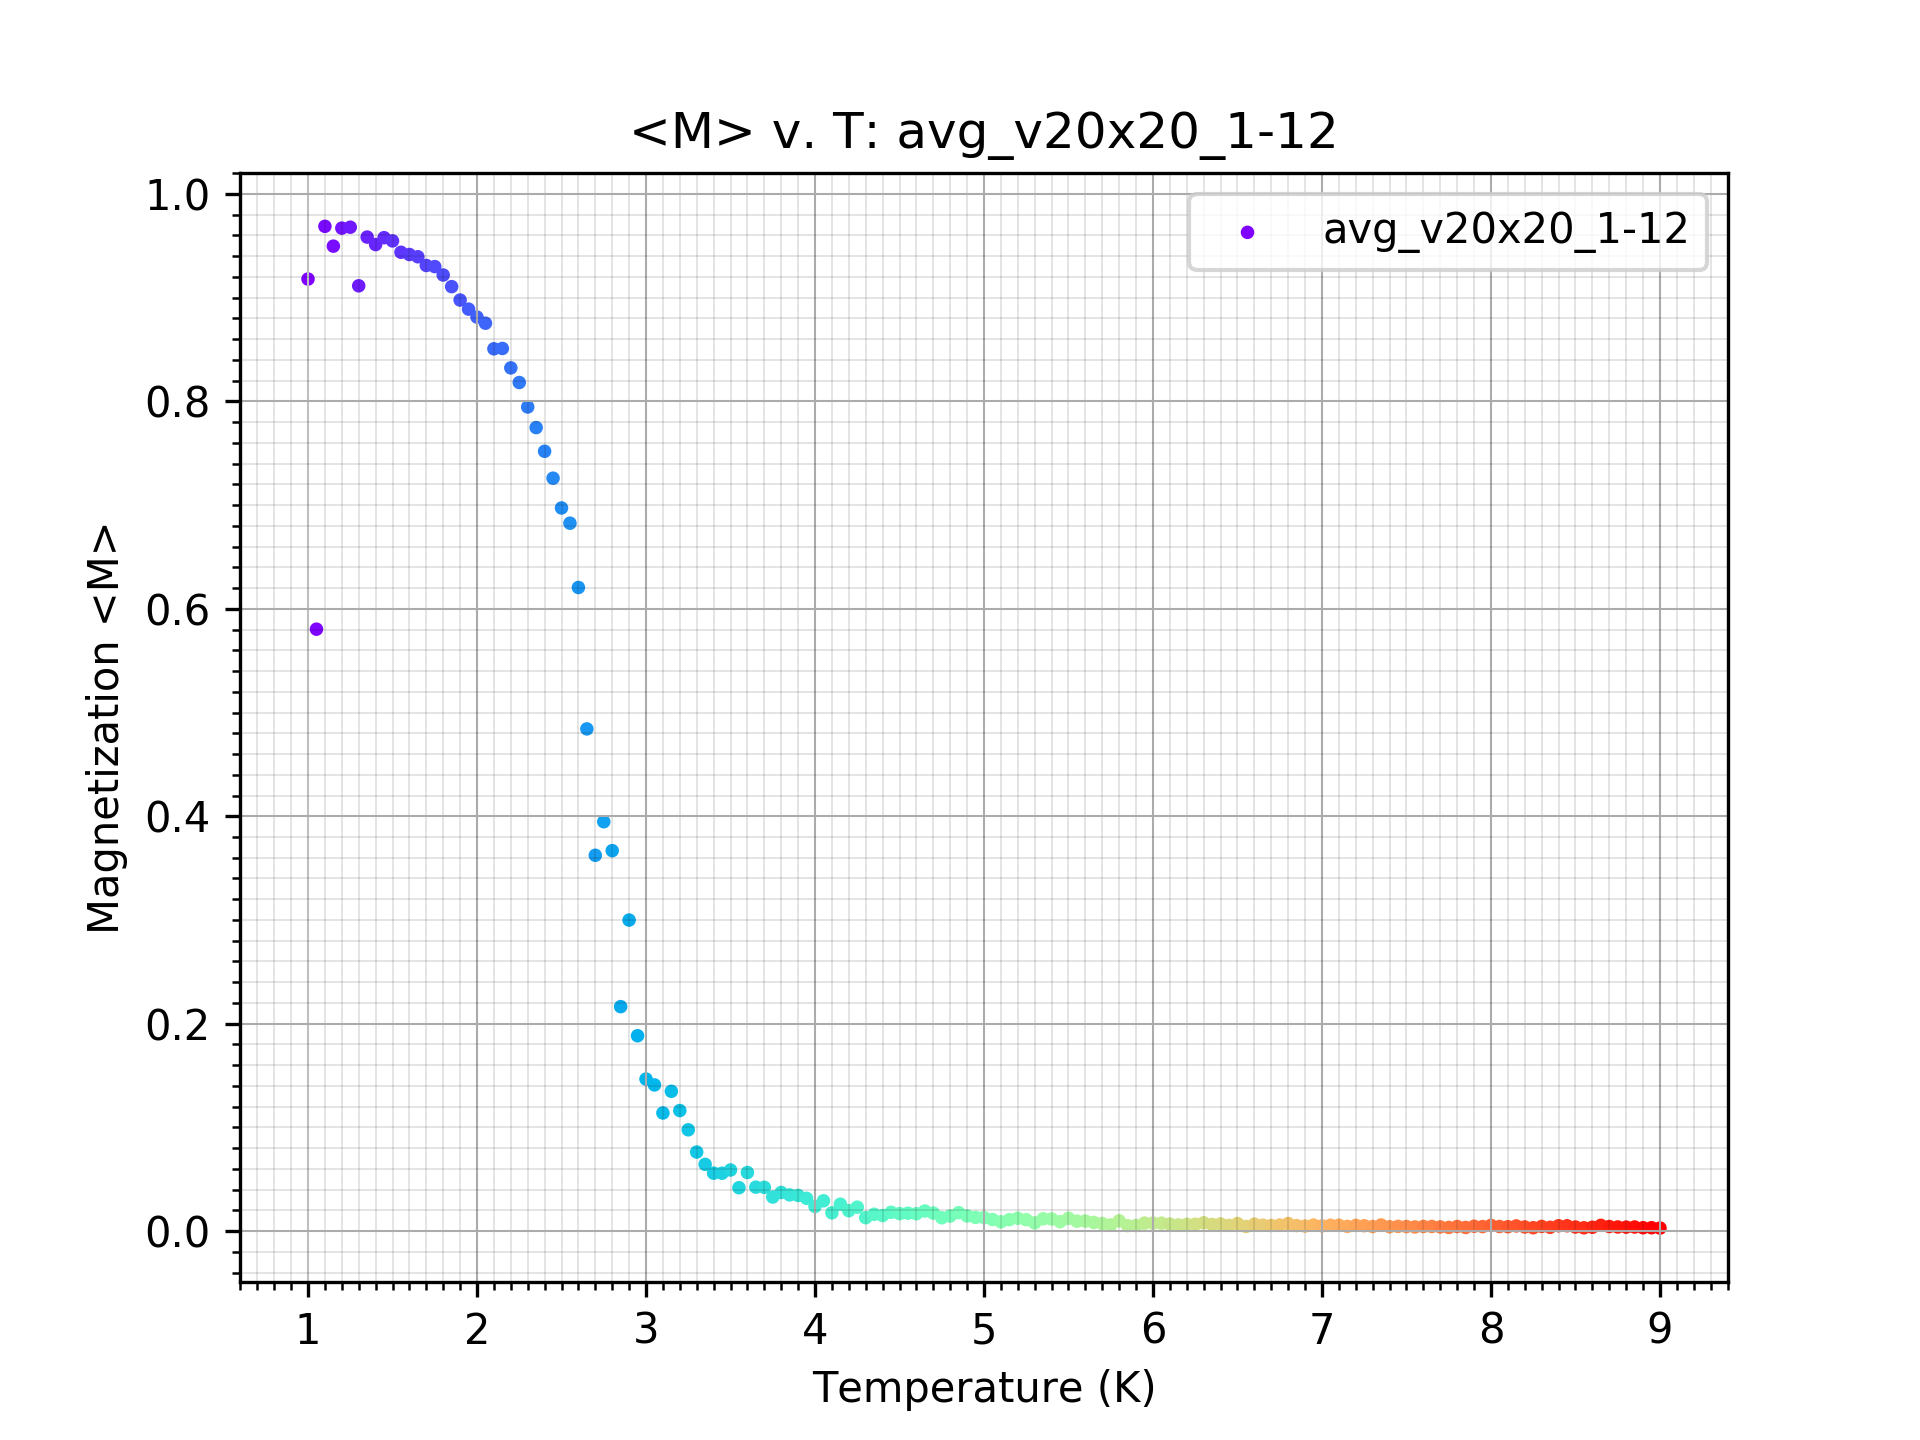 <M> v. T: avg_v20x20_1-12
avg_v20x20_1-12
Magnetization <M>
1.0
0.8
0.6
0.4
0.2
0.0
1 2 3 4 5 6 7 8 9
Temperature (K)